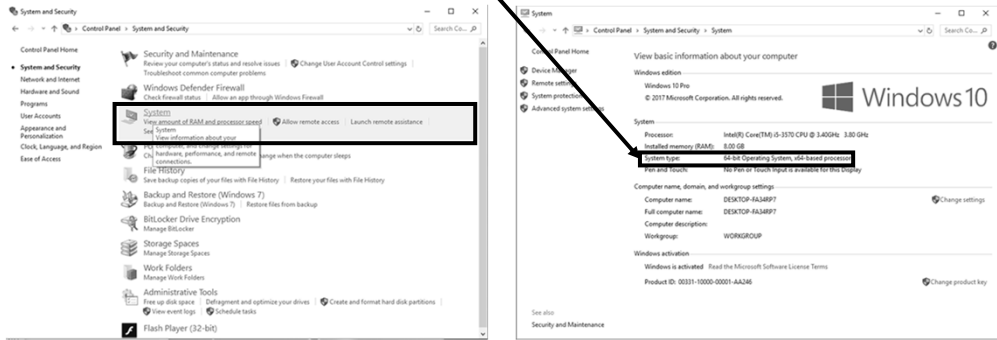 System and Security
Control Panel › System and Security
Search Co...
Control Panel Home
System and Security
Network and Internet
Hardware and Sound
Programs
User Accounts
Appearance and
Personalization
Clock, Language, and Region
Ease of Access
Security and Maintenance
Review your computer's status and resolve issues
Change User Account Control settings
Troubleshoot common computer problems
Windows Defender Firewall
Check firewall status
Allow an app through Windows Firewall
System
View amount of RAM and processor speed
Allow remote access
Launch remote assistance
See
System
View information about your
computer, and change settings for
hardware, performance, and remote
connections.
change when the computer sleeps
File History
Save backup copies of your files with File History
Restore your files with File History
Backup and Restore (Windows 7)
Backup and Restore (Windows 7)
Restore files from backup
BitLocker Drive Encryption
Manage BitLocker
Storage Spaces
Manage Storage Spaces
Work Folders
Manage Work Folders
Administrative Tools
Free up disk space
Defragment and optimize your drives
Create and format hard disk partitions
View event logs
Schedule tasks
Flash Player (32-bit)
System
Control Panel › System and Security › System
Search Co...
Control Panel Home
Device Manager
Remote settings
System protection
Advanced system settings
See also
Security and Maintenance
View basic information about your computer
Windows edition
Windows 10 Pro
© 2017 Microsoft Corporation. All rights reserved.
Windows 10
System
Processor: Intel(R) Core(TM) i5-3570 CPU @ 3.40GHz 3.80 GHz
Installed memory (RAM): 8.00 GB
System type: 64-bit Operating System, x64-based processor
Pen and Touch: No Pen or Touch Input is available for this Display
Computer name, domain, and workgroup settings
Computer name: DESKTOP-FA34RP7
Change settings
Full computer name: DESKTOP-FA34RP7
Computer description:
Workgroup: WORKGROUP
Windows activation
Windows is activated Read the Microsoft Software License Terms
Product ID: 00331-10000-00001-AA246
Change product key